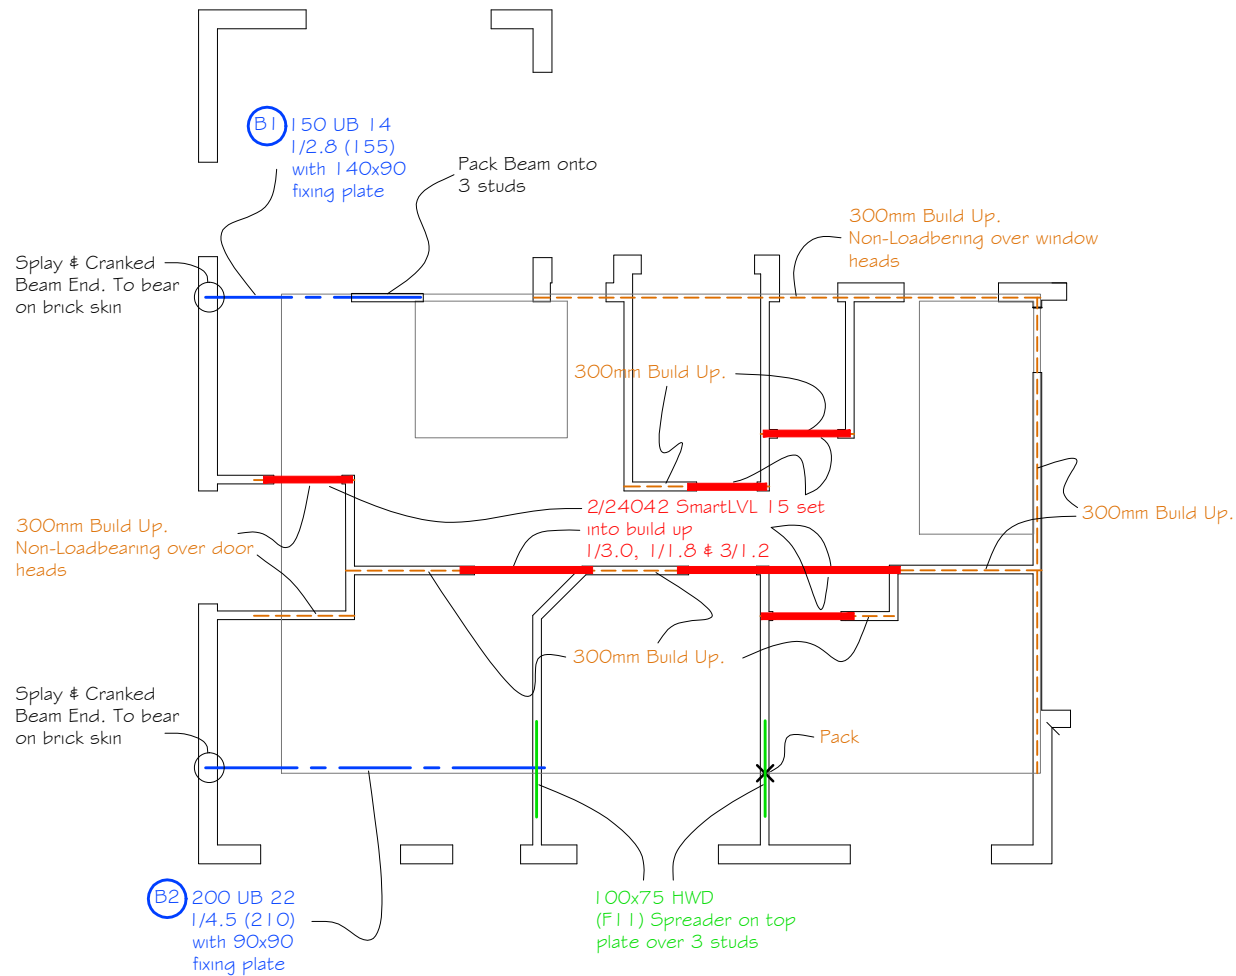 B1 150 UB 14
1/2.8 (155)
with 140x90
fixing plate
Pack Beam onto
3 studs
300mm Build Up.
Non-Loadbering over window
heads
Splay & Cranked
Beam End. To bear
on brick skin
300mm Build Up.
2/24042 SmartLVL 15 set
into build up
1/3.0, 1/1.8 & 3/1.2
300mm Build Up.
300mm Build Up.
Non-Loadbearing over door
heads
300mm Build Up.
Splay & Cranked
Beam End. To bear
on brick skin
Pack
B2 200 UB 22
1/4.5 (210)
with 90x90
fixing plate
100x75 HWD
(F11) Spreader on top
plate over 3 studs